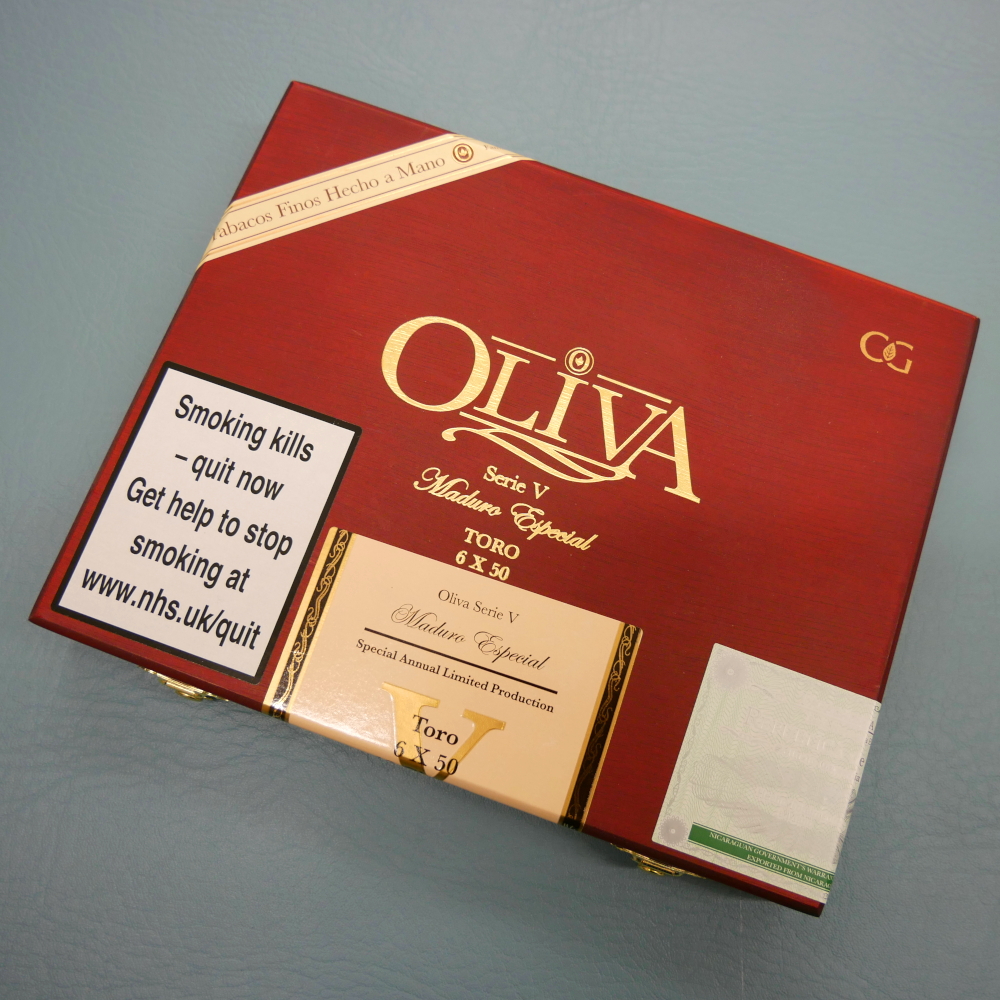 Tabacos Finos Hecho a Mano
CG
OLIVA
Serie V
Maduro Especial
TORO
6 X 50
Smoking kills
– quit now
Get help to stop
smoking at
www.nhs.uk/quit
Oliva Serie V
Maduro Especial
Special Annual Limited Production
V
Toro
6 X 50
NICARAGUAN GOVERNMENT'S
EXPORTED FROM